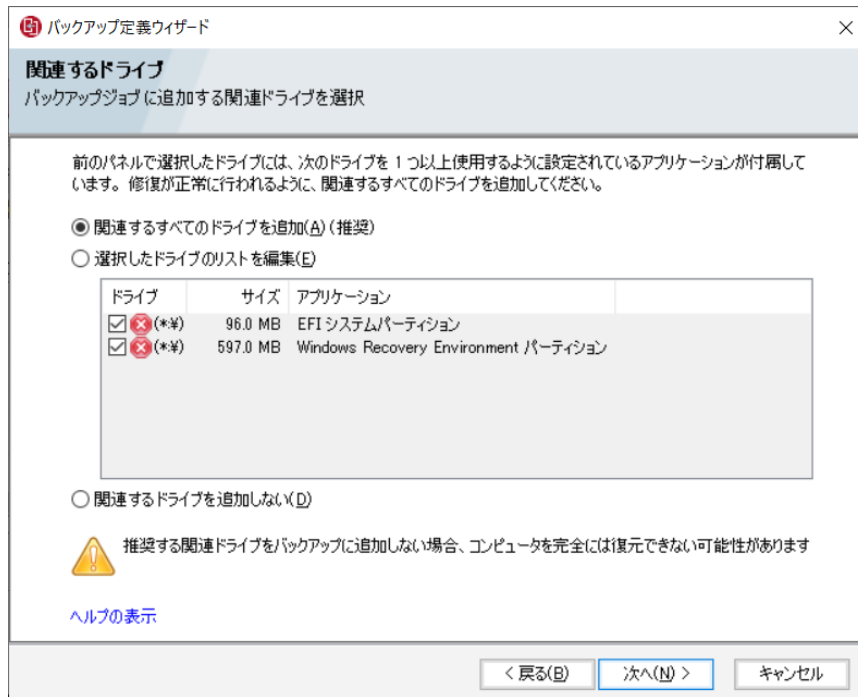 バックアップ定義ウィザード
関連するドライブ
バックアップジョブに追加する関連ドライブを選択
前のパネルで選択したドライブには、次のドライブを 1 つ以上使用するように設定されているアプリケーションが付属して
います。修復が正常に行われるように、関連するすべてのドライブを追加してください。
関連するすべてのドライブを追加(A) (推奨)
選択したドライブのリストを編集(E)
ドライブ サイズ アプリケーション
(*:¥) 96.0 MB EFI システムパーティション
(*:¥) 597.0 MB Windows Recovery Environment パーティション
関連するドライブを追加しない(D)
推奨する関連ドライブをバックアップに追加しない場合、コンピュータを完全には復元できない可能性があります
ヘルプの表示
< 戻る(B) 次へ(N) > キャンセル